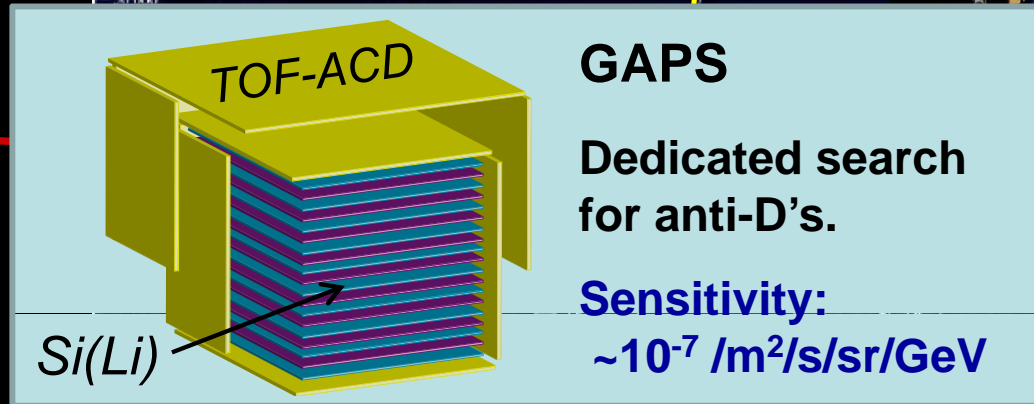 TOF-ACD
GAPS
Dedicated search
for anti-D's.
Sensitivity:
~10⁻⁷ /m²/s/sr/GeV
Si(Li)